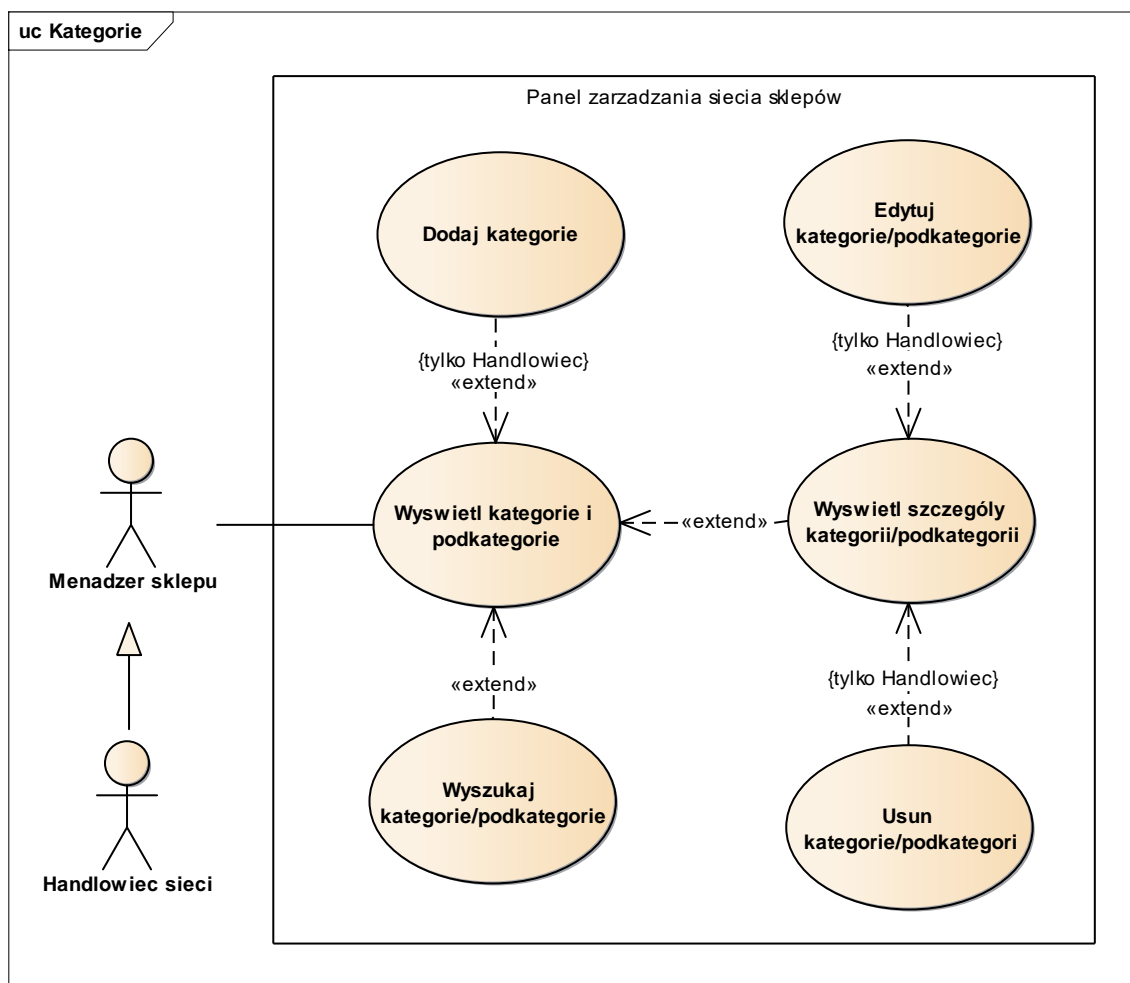 uc Kategorie
Panel zarzadzania siecia sklepów
Dodaj kategorie
Edytuj
kategorie/podkategorie
{tylko Handlowiec}
«extend»
{tylko Handlowiec}
«extend»
Menadzer sklepu
Wyswietl kategorie i
podkategorie
«extend»
Wyswietl szczególy
kategorii/podkategorii
«extend»
{tylko Handlowiec}
«extend»
Handlowiec sieci
Wyszukaj
kategorie/podkategorie
Usun
kategorie/podkategori